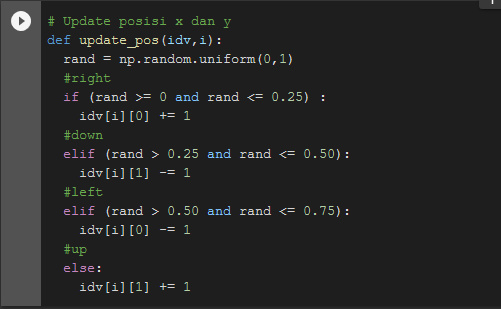 # Update posisi x dan y
def update_pos(idv,i):
  rand = np.random.uniform(0,1)
  #right
  if (rand >= 0 and rand <= 0.25) :
    idv[i][0] += 1
  #down
  elif (rand > 0.25 and rand <= 0.50):
    idv[i][1] -= 1
  #left
  elif (rand > 0.50 and rand <= 0.75):
    idv[i][0] -= 1
  #up
  else:
    idv[i][1] += 1